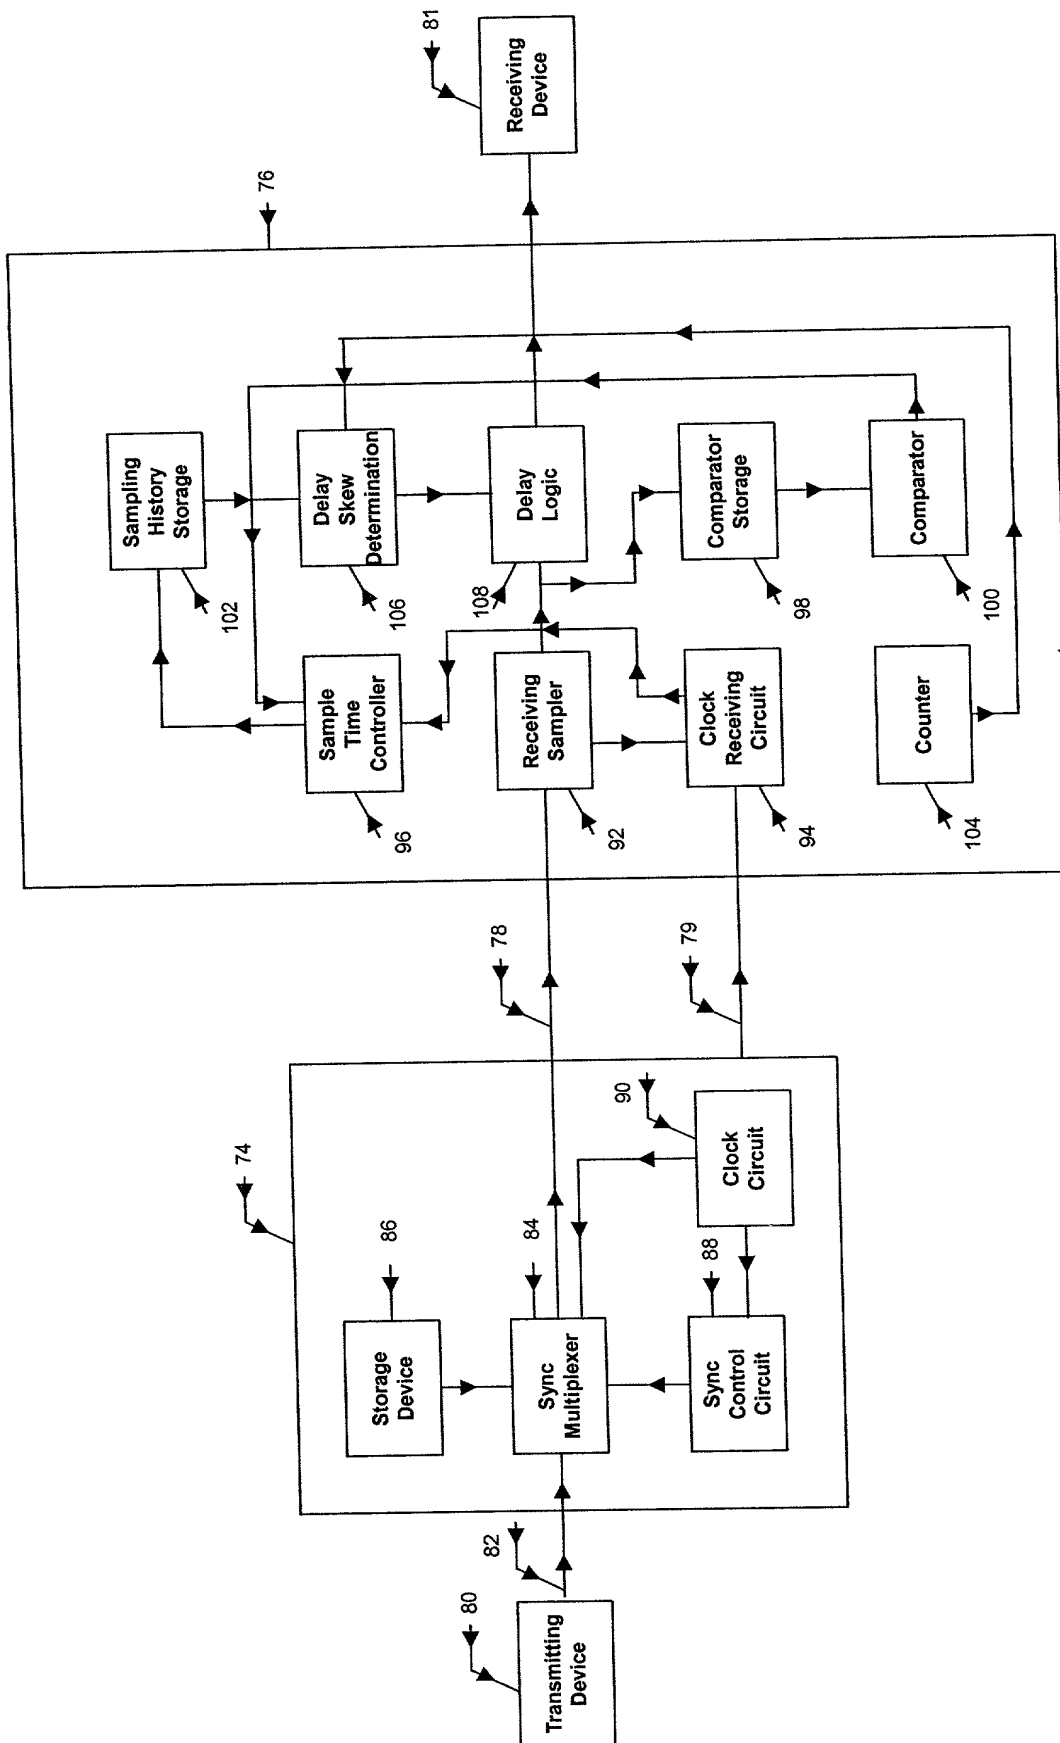 80
Transmitting
Device
82
74
86
Storage
Device
84
Sync
Multiplexer
88
Sync
Control
Circuit
90
Clock
Circuit
78
79
76
96
Sample
Time
Controller
92
Receiving
Sampler
94
Clock
Receiving
Circuit
104
Counter
102
Sampling
History
Storage
106
Delay
Skew
Determination
108
Delay
Logic
98
Comparator
Storage
100
Comparator
81
Receiving
Device